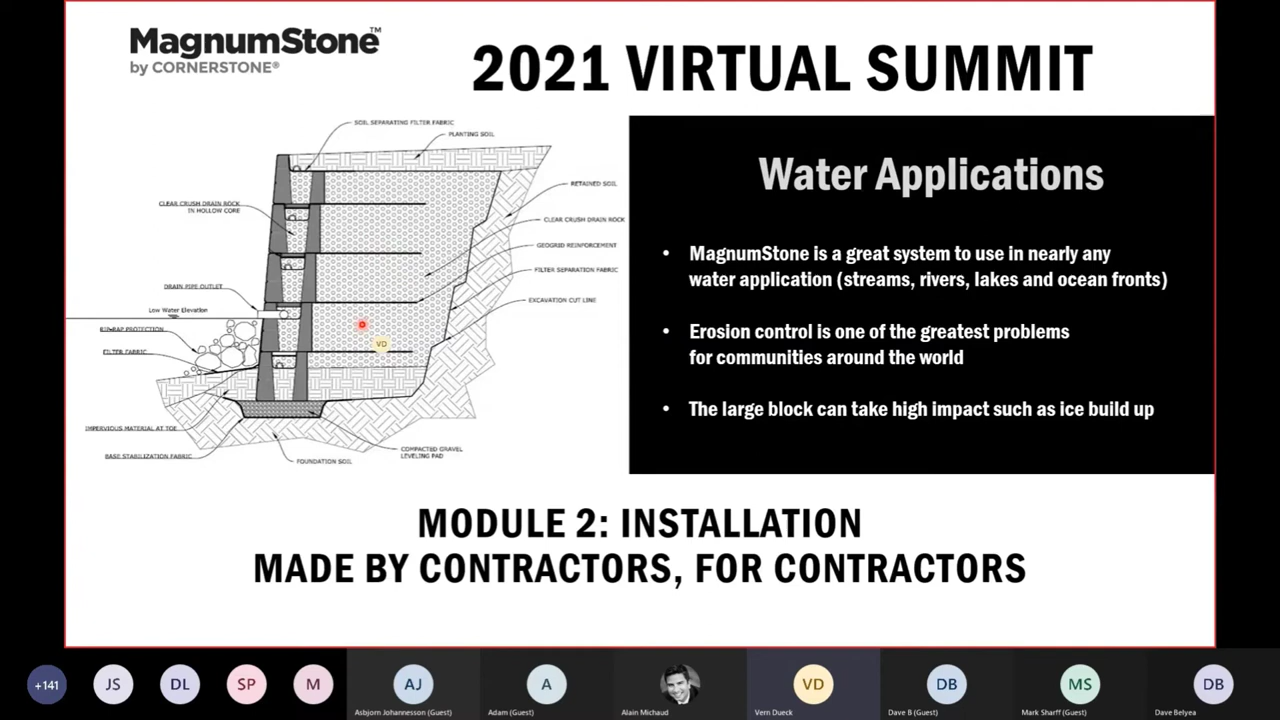 MagnumStone™
by CORNERSTONE®
2021 VIRTUAL SUMMIT
SOIL SEPARATING FILTER FABRIC
PLANTING SOIL
RETAINED SOIL
CLEAR CRUSH DRAIN ROCK
IN HOLLOW CORE
CLEAR CRUSH DRAIN ROCK
GEOGRID REINFORCEMENT
FILTER SEPARATION FABRIC
DRAIN PIPE OUTLET
EXCAVATION CUT LINE
Low Water Elevation
RIP-RAP PROTECTION
VD
FILTER FABRIC
IMPERVIOUS MATERIAL AT TOE
COMPACTED GRAVEL
LEVELING PAD
BASE STABILIZATION FABRIC
FOUNDATION SOIL
Water Applications
• MagnumStone is a great system to use in nearly any
water application (streams, rivers, lakes and ocean fronts)
• Erosion control is one of the greatest problems
for communities around the world
• The large block can take high impact such as ice build up
MODULE 2: INSTALLATION
MADE BY CONTRACTORS, FOR CONTRACTORS
+141
JS
DL
SP
M
AJ
Asbjorn Johannesson (Guest)
A
Adam (Guest)
Alain Michaud
VD
Vern Dueck
DB
Dave B (Guest)
MS
Mark Sharff (Guest)
DB
Dave Belyea